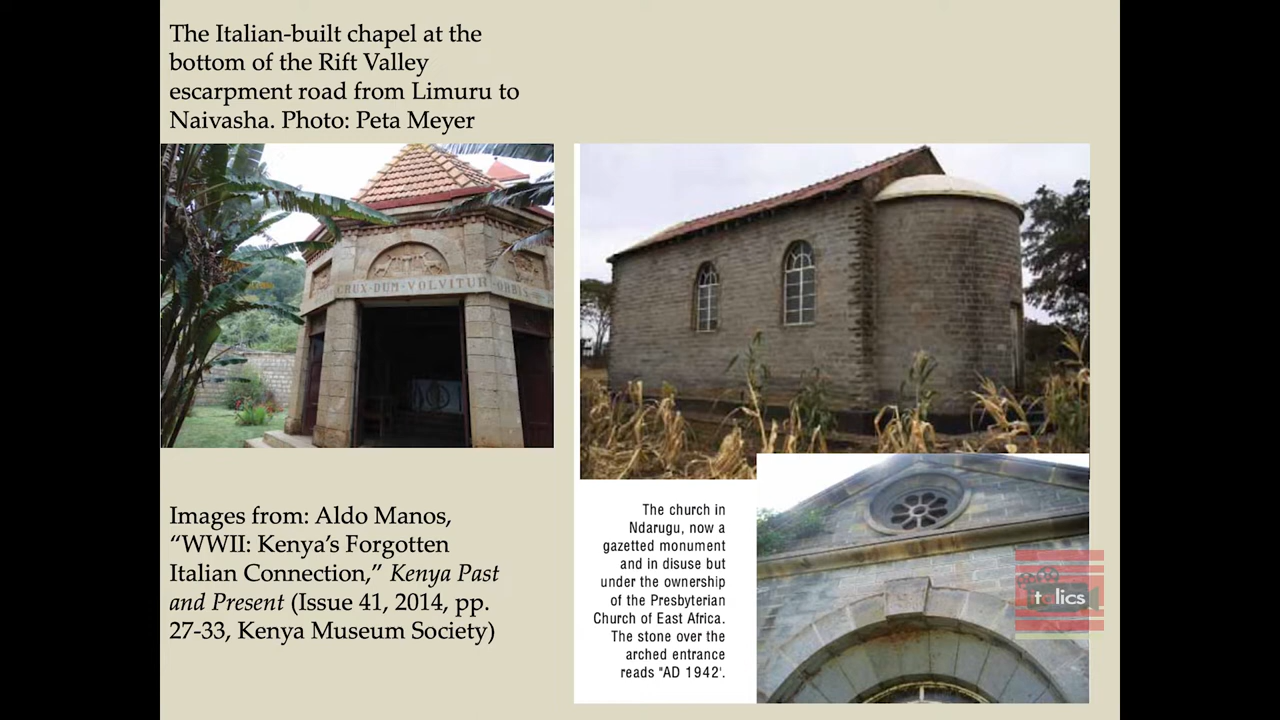 The Italian-built chapel at the
bottom of the Rift Valley
escarpment road from Limuru to
Naivasha. Photo: Peta Meyer
CRUX·DUM·VOLVITUR·ORBIS
Images from: Aldo Manos,
“WWII: Kenya’s Forgotten
Italian Connection,” Kenya Past
and Present (Issue 41, 2014, pp.
27-33, Kenya Museum Society)
The church in
Ndarugu, now a
gazetted monument
and in disuse but
under the ownership
of the Presbyterian
Church of East Africa.
The stone over the
arched entrance
reads "AD 1942'.
italics